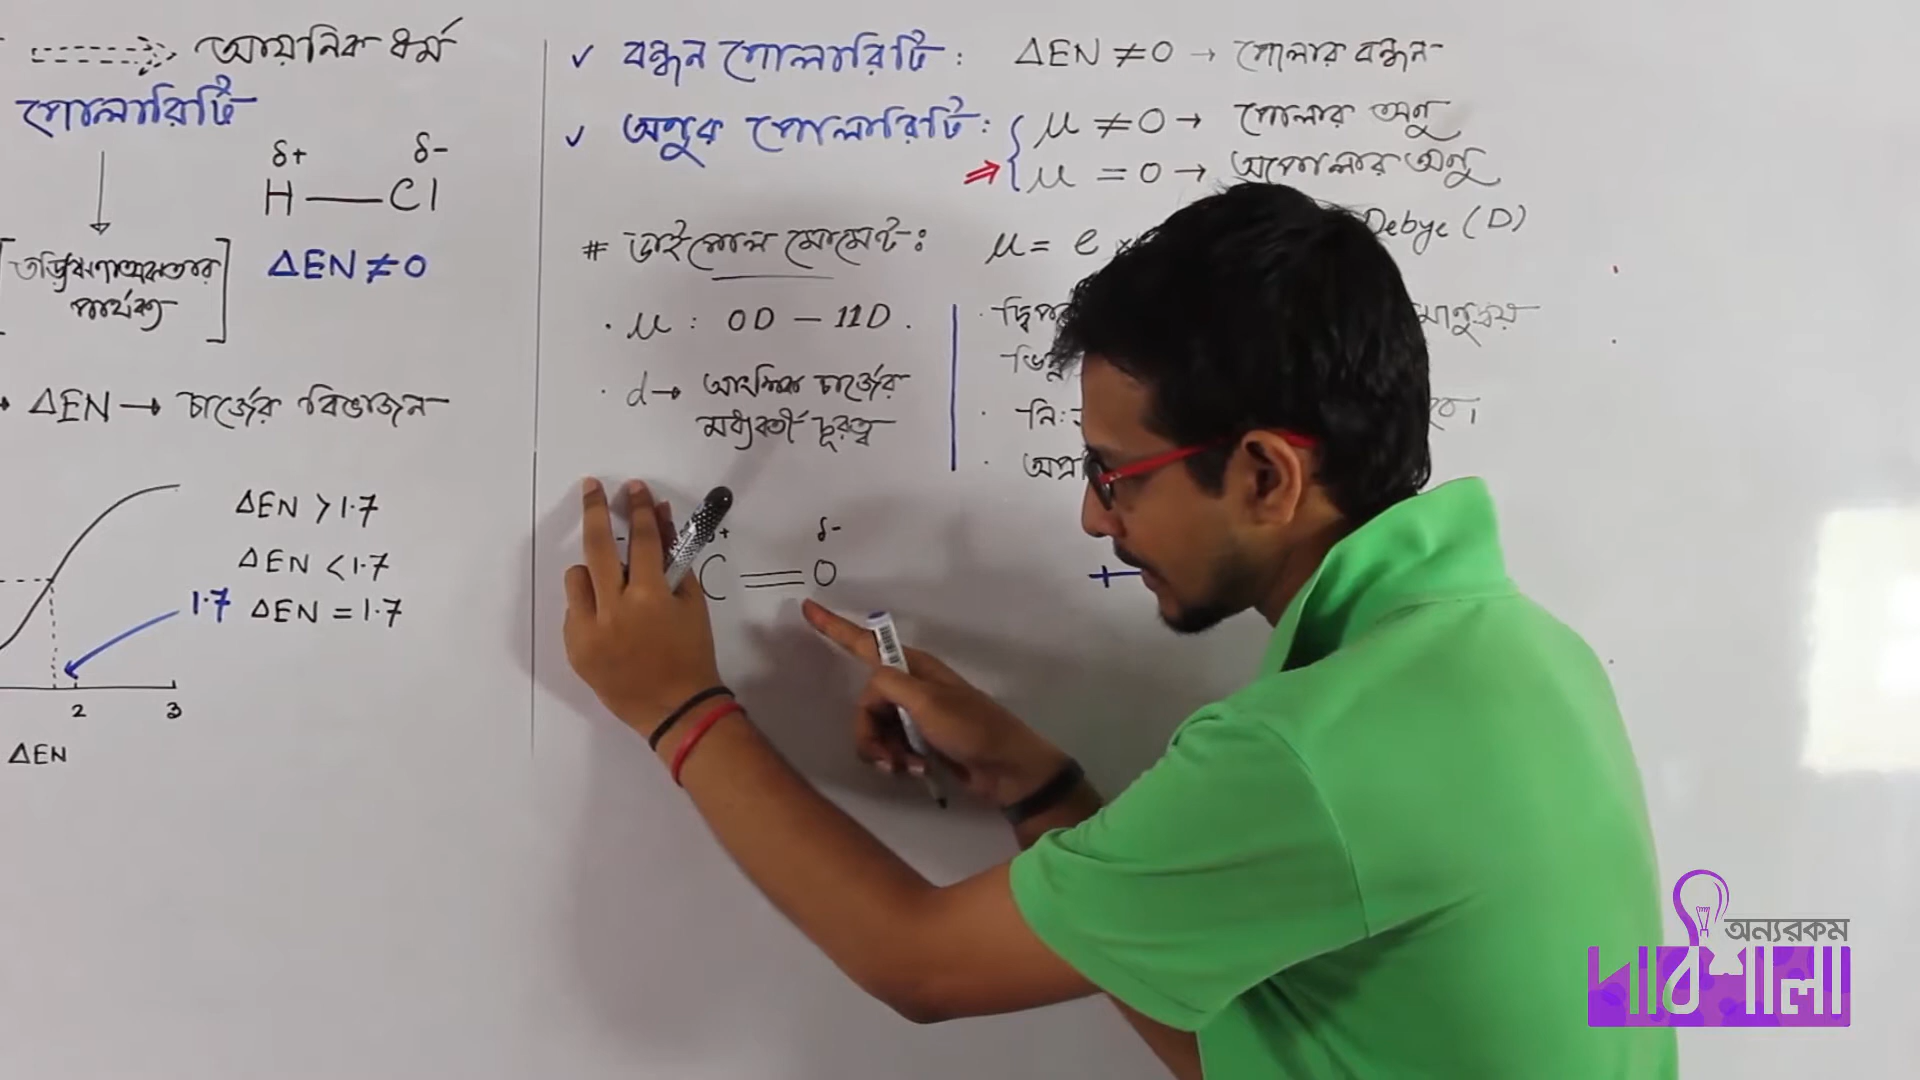 আয়নিক ধর্ম
পোলারিটি
δ+ δ-
H — Cl
তড়িৎঋণাত্মকতার
পার্থক্য
ΔEN ≠ 0
ΔEN → চার্জের বিভাজন
ΔEN > 1.7
ΔEN < 1.7
1.7 ΔEN = 1.7
2 3
ΔEN
✓ বন্ধন পোলারিটি : ΔEN ≠ 0 → পোলার বন্ধন
✓ অণুর পোলারিটি : μ ≠ 0 → পোলার অণু
⇒ μ = 0 → অপোলার অণু
# ডাইপোল মোমেন্ট : μ = e × Debye (D)
· μ : 0D — 11D .
· d → আংশিক চার্জের
মধ্যবর্তী দূরত্ব
δ-
C = O
অন্যরকম
পাঠশালা